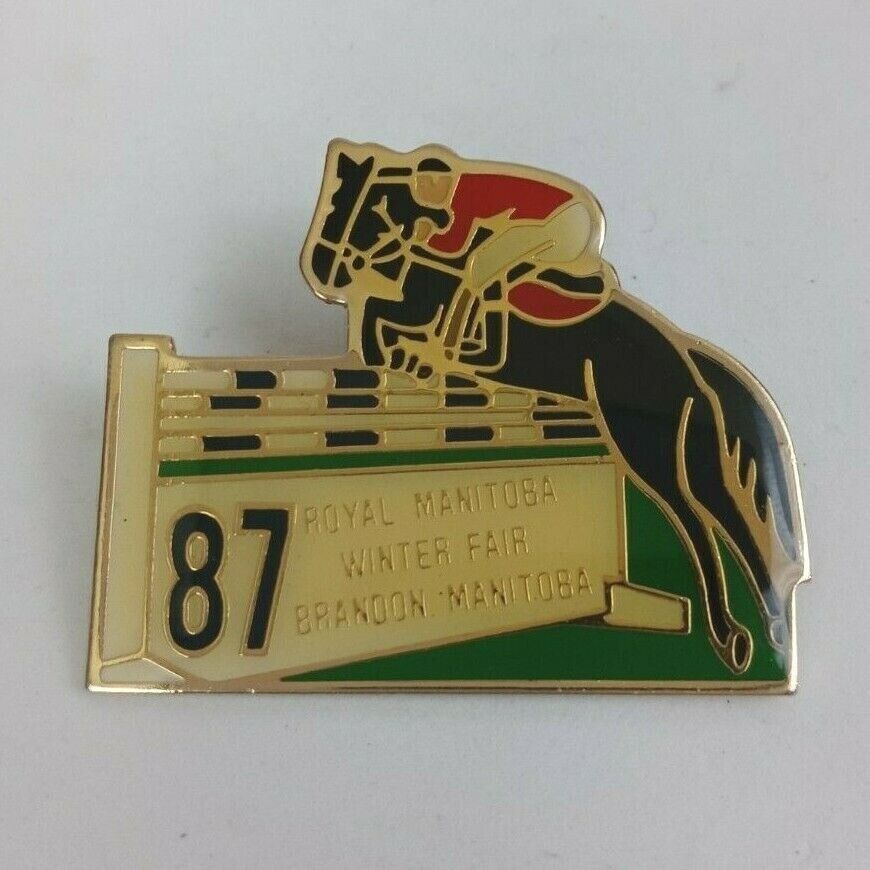 87
ROYAL MANITOBA
WINTER FAIR
BRANDON, MANITOBA